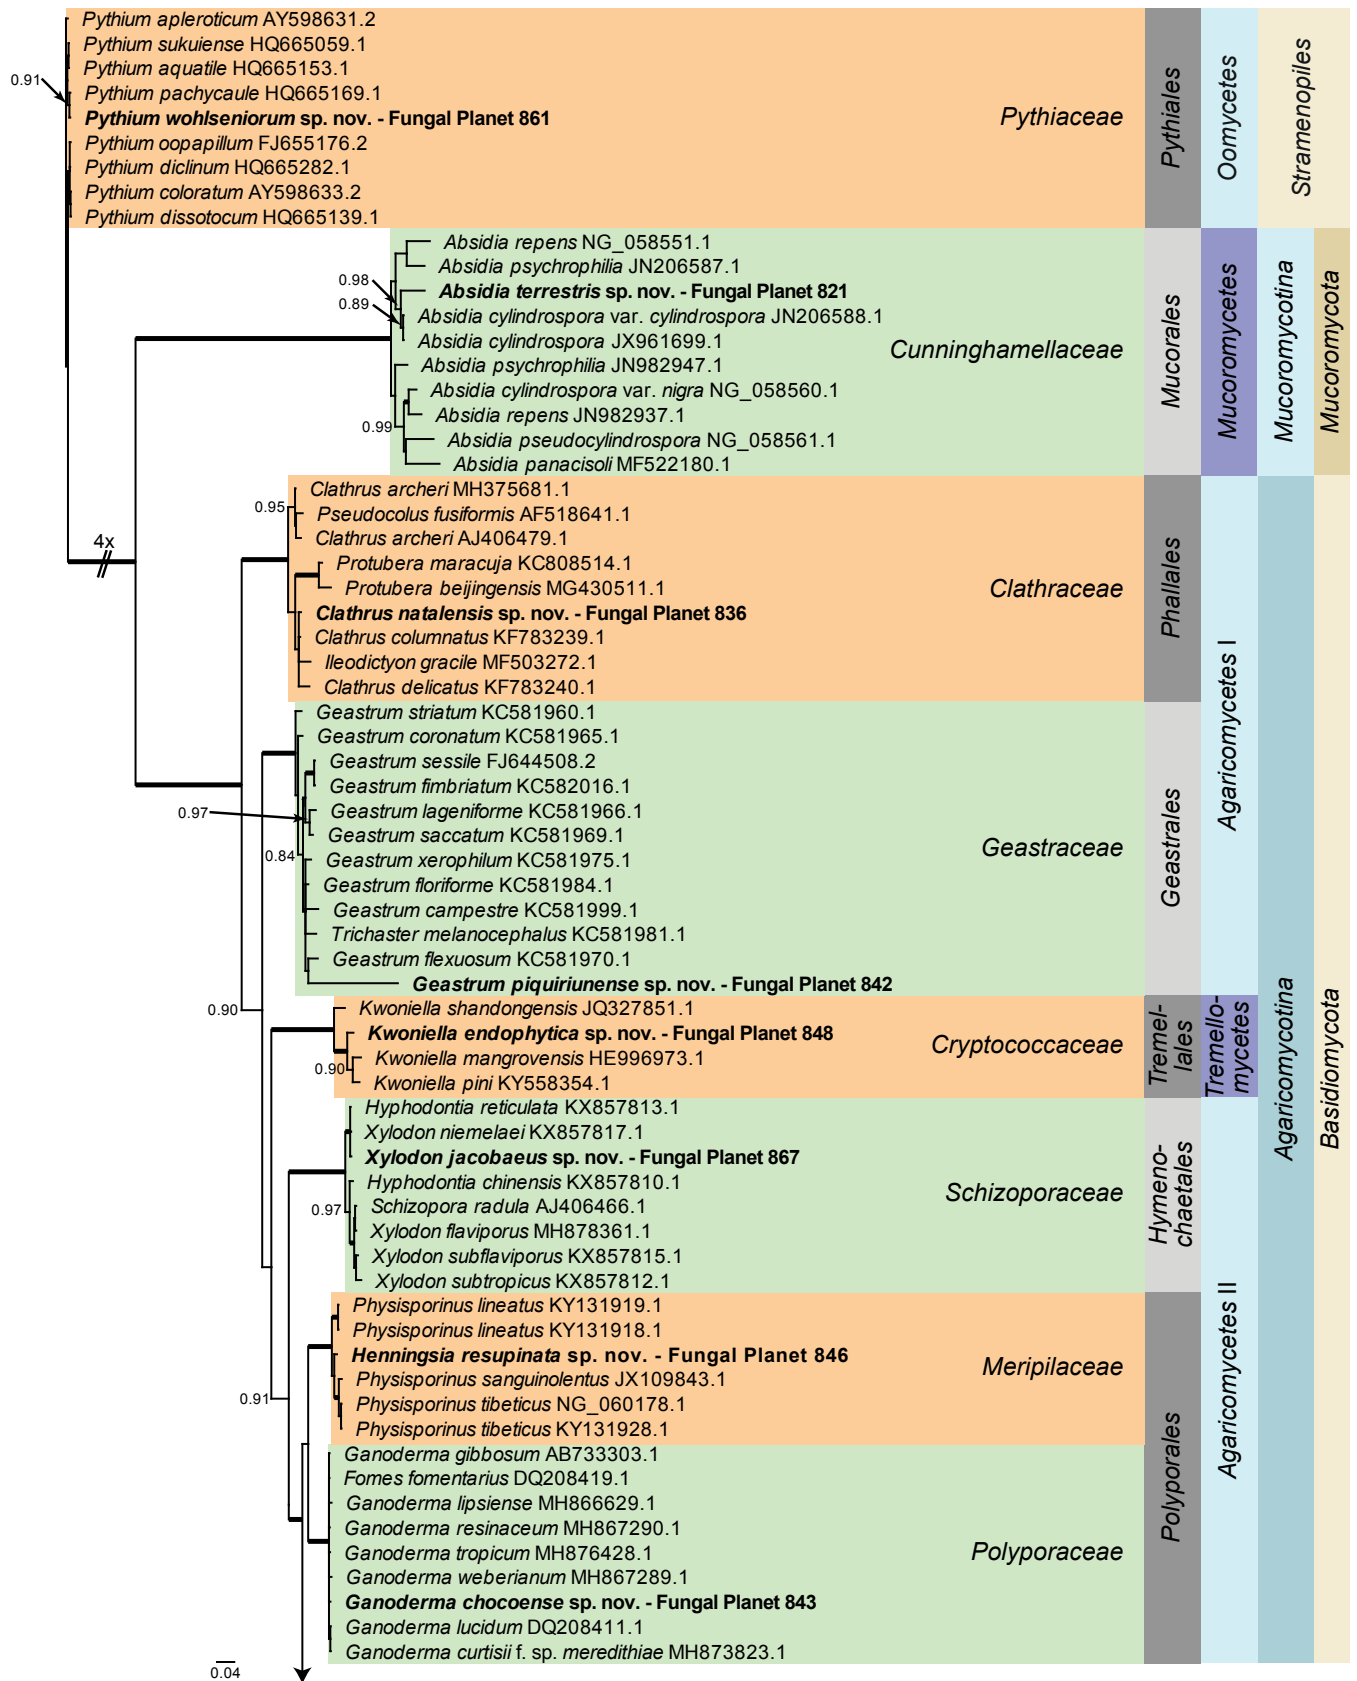 Pythium apleroticum AY598631.2
Pythium sukuiense HQ665059.1
Pythium aquatile HQ665153.1
0.91
Pythium pachycaule HQ665169.1
Pythium wohlseniorum sp. nov. - Fungal Planet 861
Pythiaceae
Pythium oopapillum FJ655176.2
Pythium diclinum HQ665282.1
Pythium coloratum AY598633.2
Pythium dissotocum HQ665139.1
Pythiales
Oomycetes
Stramenopiles
Absidia repens NG_058551.1
Absidia psychrophilia JN206587.1
0.98
Absidia terrestris sp. nov. - Fungal Planet 821
0.89
Absidia cylindrospora var. cylindrospora JN206588.1
Absidia cylindrospora JX961699.1
Cunninghamellaceae
Absidia psychrophilia JN982947.1
Absidia cylindrospora var. nigra NG_058560.1
Absidia repens JN982937.1
0.99
Absidia pseudocylindrospora NG_058561.1
Absidia panacisoli MF522180.1
Mucorales
Mucoromycetes
Mucoromycotina
Mucoromycota
Clathrus archeri MH375681.1
0.95
Pseudocolus fusiformis AF518641.1
Clathrus archeri AJ406479.1
4x
Protubera maracuja KC808514.1
Protubera beijingensis MG430511.1
Clathraceae
Clathrus natalensis sp. nov. - Fungal Planet 836
Clathrus columnatus KF783239.1
Ileodictyon gracile MF503272.1
Clathrus delicatus KF783240.1
Phallales
Agaricomycetes I
Geastrum striatum KC581960.1
Geastrum coronatum KC581965.1
Geastrum sessile FJ644508.2
Geastrum fimbriatum KC582016.1
0.97
Geastrum lageniforme KC581966.1
Geastrum saccatum KC581969.1
0.84
Geastrum xerophilum KC581975.1
Geastraceae
Geastrum floriforme KC581984.1
Geastrum campestre KC581999.1
Trichaster melanocephalus KC581981.1
Geastrum flexuosum KC581970.1
Geastrum piquiriunense sp. nov. - Fungal Planet 842
Geastrales
0.90
Kwoniella shandongensis JQ327851.1
Kwoniella endophytica sp. nov. - Fungal Planet 848
Cryptococcaceae
Kwoniella mangrovensis HE996973.1
0.90
Kwoniella pini KY558354.1
Tremel-
lales
Tremello-
mycetes
Agaricomycotina
Basidiomycota
Hyphodontia reticulata KX857813.1
Xylodon niemelaei KX857817.1
Xylodon jacobaeus sp. nov. - Fungal Planet 867
Hyphodontia chinensis KX857810.1
Schizoporaceae
0.97
Schizopora radula AJ406466.1
Xylodon flaviporus MH878361.1
Xylodon subflaviporus KX857815.1
Xylodon subtropicus KX857812.1
Hymeno-
chaetales
Agaricomycetes II
Physisporinus lineatus KY131919.1
Physisporinus lineatus KY131918.1
Henningsia resupinata sp. nov. - Fungal Planet 846
Meripilaceae
Physisporinus sanguinolentus JX109843.1
0.91
Physisporinus tibeticus NG_060178.1
Physisporinus tibeticus KY131928.1
Polyporales
Ganoderma gibbosum AB733303.1
Fomes fomentarius DQ208419.1
Ganoderma lipsiense MH866629.1
Ganoderma resinaceum MH867290.1
Ganoderma tropicum MH876428.1
Polyporaceae
Ganoderma weberianum MH867289.1
Ganoderma chocoense sp. nov. - Fungal Planet 843
Ganoderma lucidum DQ208411.1
Ganoderma curtisii f. sp. meredithiae MH873823.1
0.04